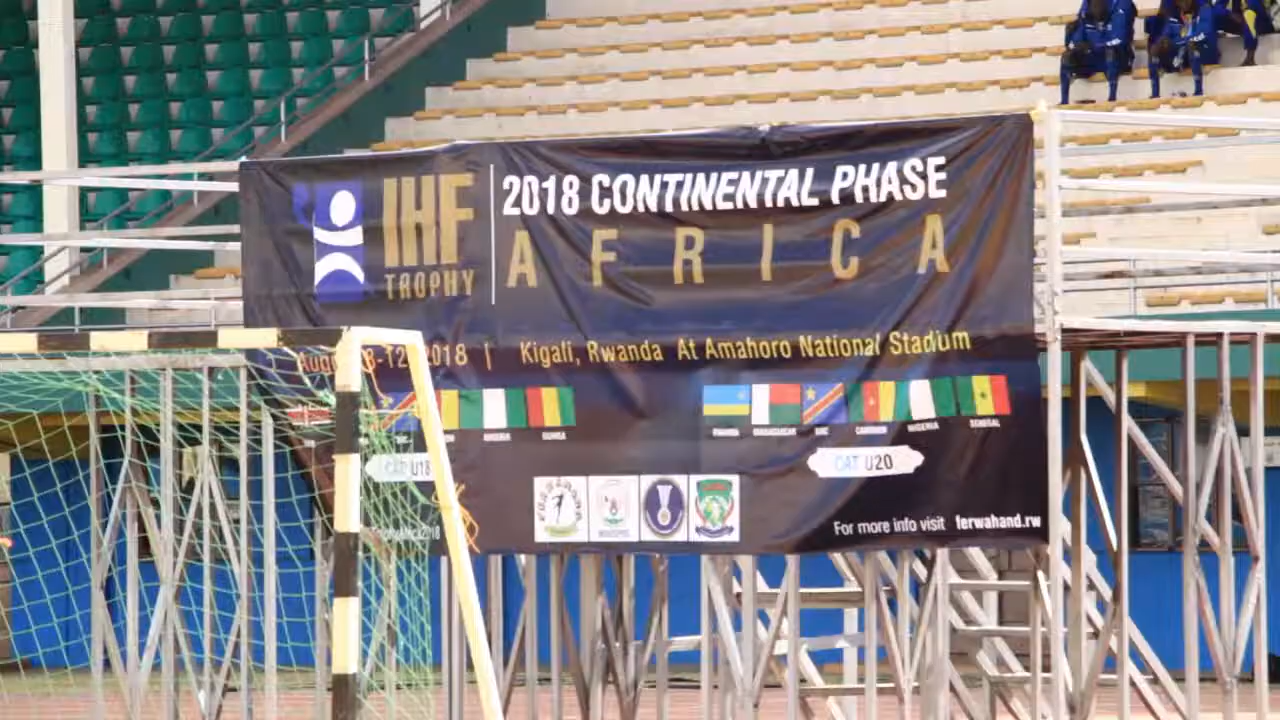 IHF
TROPHY
2018 CONTINENTAL PHASE
AFRICA
2018 | Kigali, Rwanda At Amahoro National Stadium
NIGERIA
GUINEA
RWANDA
MADAGASCAR
DRC
CAMEROON
NIGERIA
SENEGAL
CAT U18
CAT U20
For more info visit ferwahand.rw